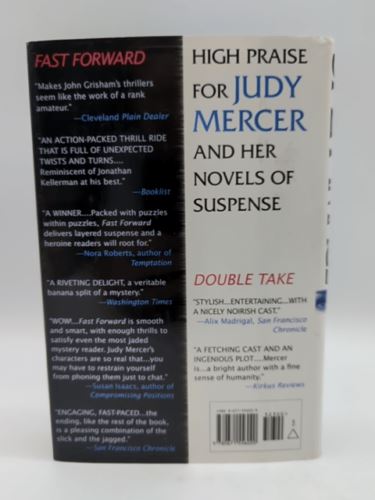 FAST FORWARD
"Makes John Grisham's thrillers
seem like the work of a rank
amateur."
—Cleveland Plain Dealer
"AN ACTION-PACKED THRILL RIDE
THAT IS FULL OF UNEXPECTED
TWISTS AND TURNS....
Reminiscent of Jonathan
Kellerman at his best."
—Booklist
"A WINNER....Packed with puzzles
within puzzles, Fast Forward
delivers layered suspense and a
heroine readers will root for."
—Nora Roberts, author of
Temptation
"A RIVETING DELIGHT, a veritable
banana split of a mystery."
—Washington Times
"WOW...Fast Forward is smooth
and smart, with enough thrills to
satisfy even the most jaded
mystery reader. Judy Mercer's
characters are so real that...you
may have to restrain yourself
from phoning them just to chat."
—Susan Isaacs, author of
Compromising Positions
"ENGAGING, FAST-PACED...the
ending, like the rest of the book,
is a pleasing combination of
the slick and the jagged."
—San Francisco Chronicle
HIGH PRAISE
FOR JUDY
MERCER
AND HER
NOVELS OF
SUSPENSE
DOUBLE TAKE
"STYLISH...ENTERTAINING...WITH
A NICELY NOIRISH CAST."
—Alix Madrigal, San Francisco
Chronicle
"A FETCHING CAST AND AN
INGENIOUS PLOT....Mercer
is...a bright author with a fine
sense of humanity."
—Kirkus Reviews